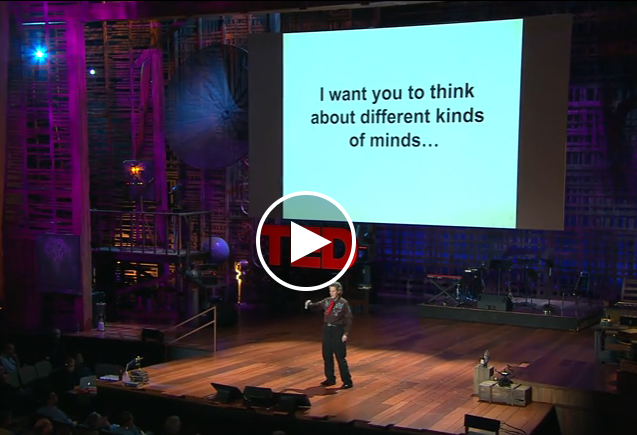 I want you to think
about different kinds
of minds…
TED